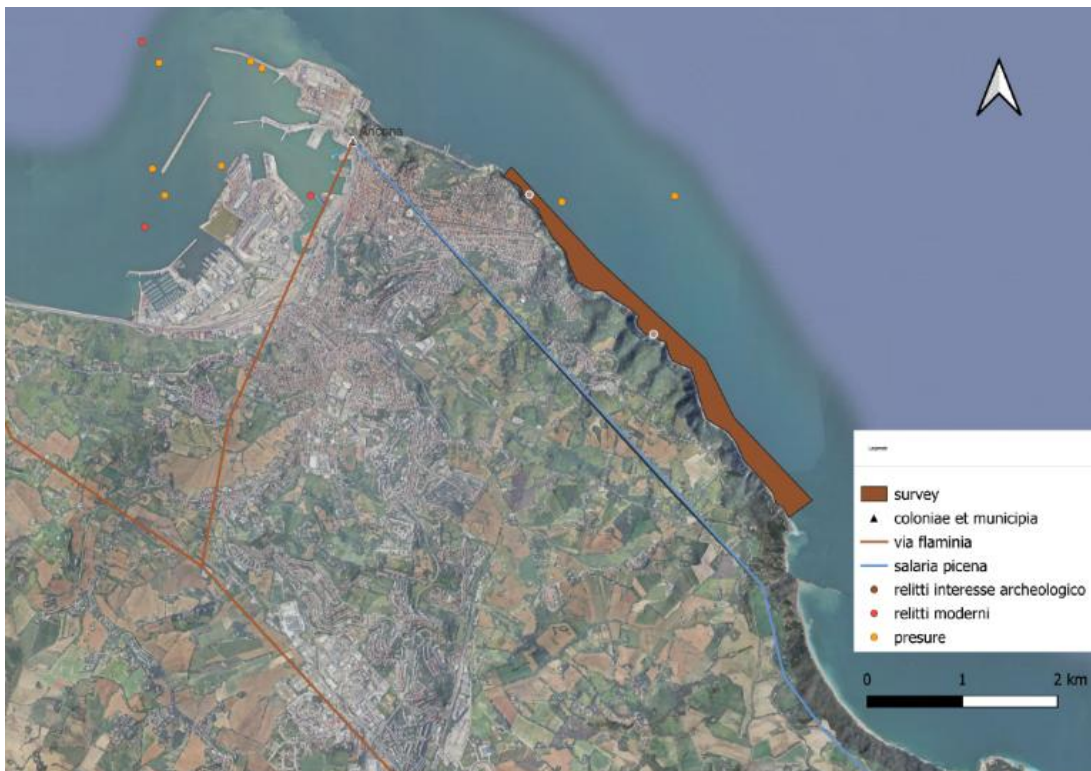 Ancona
Legenda
survey
coloniae et municipia
via flaminia
salaria picena
relitti interesse archeologico
relitti moderni
presure
0 1 2 km